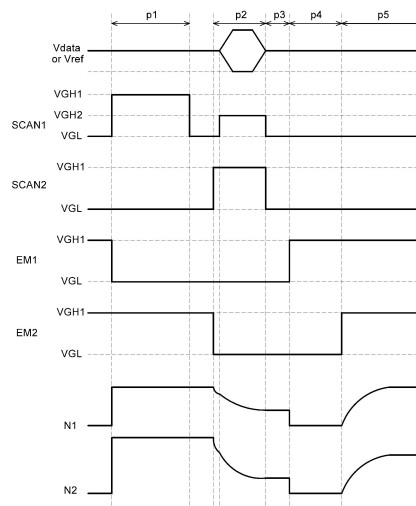 p1 p2 p3 p4 p5
Vdata
or Vref
VGH1
VGH2
SCAN1
VGL
VGH1
SCAN2
VGL
VGH1
EM1
VGL
VGH1
EM2
VGL
N1
N2